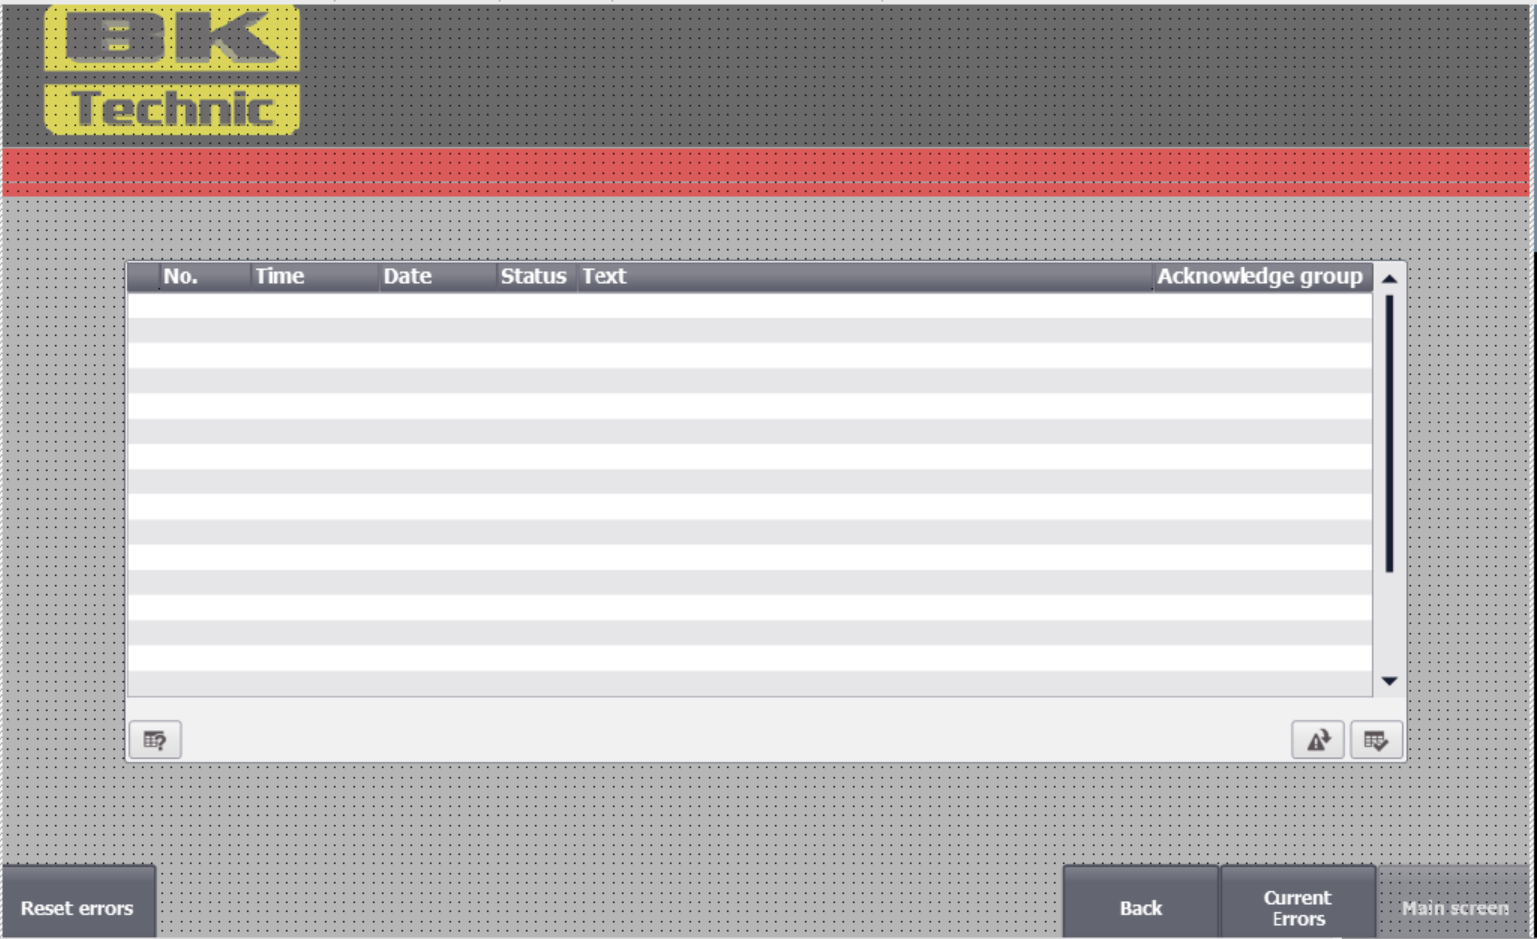 BK
Technic
No. Time Date Status Text Acknowledge group
Reset errors
Back
Current
Errors
Main screen